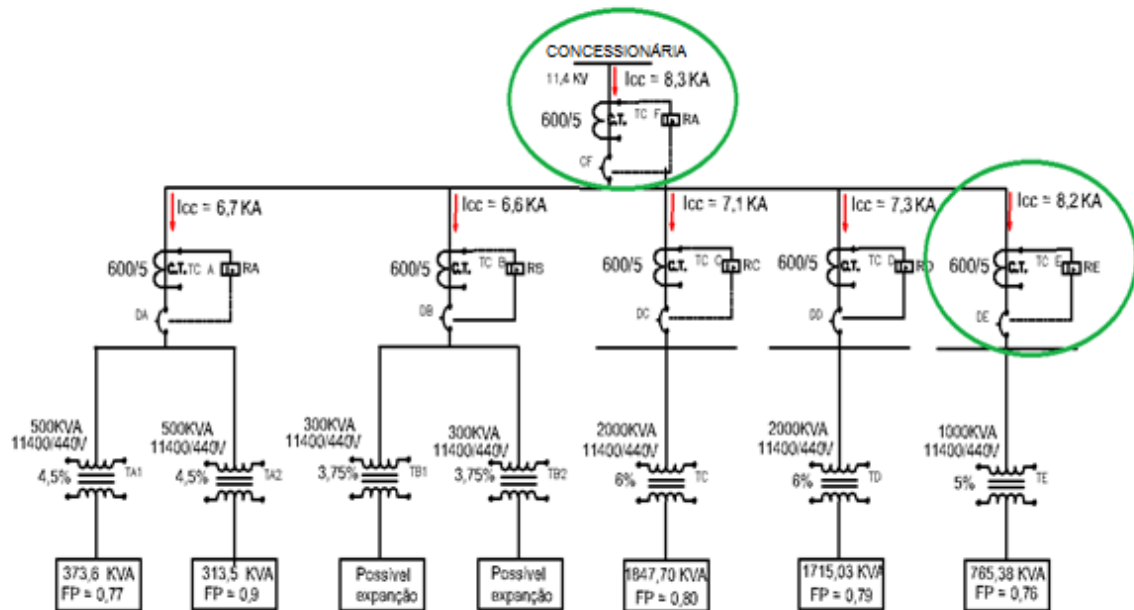 CONCESSIONÁRIA
11,4 KV
Icc = 8,3 KA
600/5 C.T. TC F RA
CF
Icc = 6,7 KA
Icc = 6,6 KA
Icc = 7,1 KA
Icc = 7,3 KA
Icc = 8,2 KA
600/5 C.T. TC A RA
600/5 C.T. TC B RS
600/5 C.T. TC C RC
600/5 C.T. TC D RD
600/5 C.T. TC E RE
DA
DB
DC
DD
DE
500KVA
11400/440V
4,5%
TA1
500KVA
11400/440V
4,5%
TA2
300KVA
11400/440V
3,75%
TB1
300KVA
11400/440V
3,75%
TB2
2000KVA
11400/440V
6%
TC
2000KVA
11400/440V
6%
TD
1000KVA
11400/440V
5%
TE
373,6 KVA
FP = 0,77
313,5 KVA
FP = 0,9
Possível
expanção
Possível
expanção
1847,70 KVA
FP = 0,80
1715,03 KVA
FP = 0,79
765,38 KVA
FP = 0,76